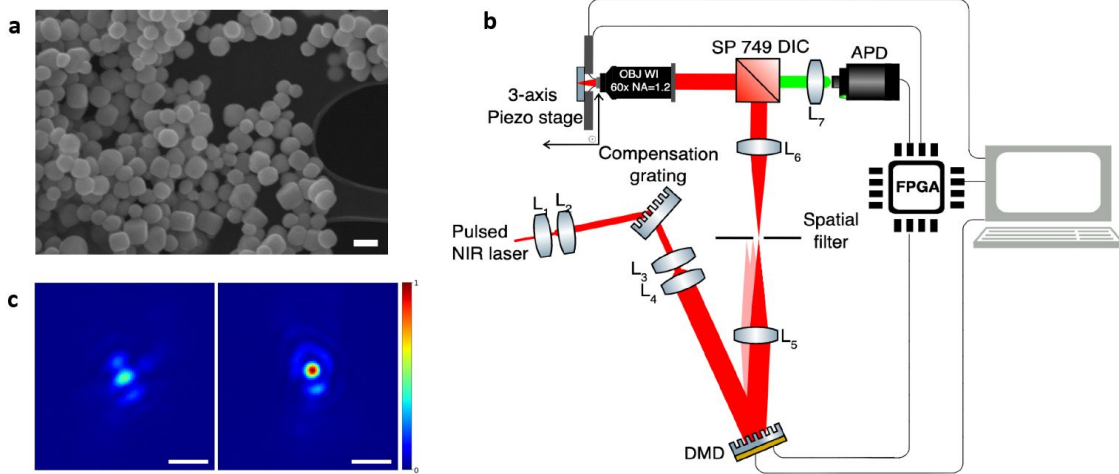 a
b
SP 749 DIC
APD
OBJ WI
60x NA=1.2
3-axis
Piezo stage
L7
L6
Compensation
grating
FPGA
L1
L2
Pulsed
NIR laser
Spatial
filter
L3
L4
L5
DMD
c
1
0